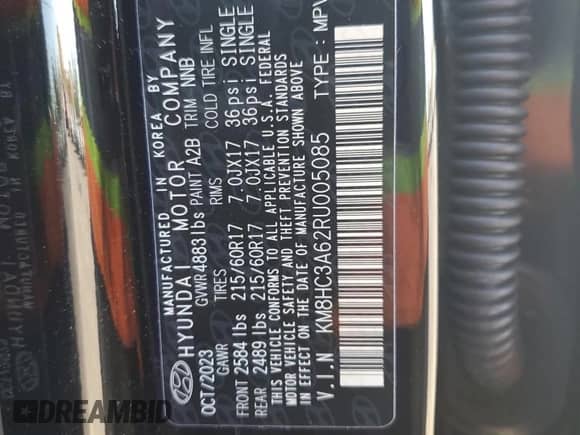 MANUFACTURED IN KOREA BY
HYUNDAI MOTOR COMPANY
OCT/2023 GVWR 4883 lbs PAINT A2B TRIM NNB
GAWR TIRES RIMS COLD TIRE INFL
FRONT 2584 lbs 215/60R17 7.0JX17 36psi SINGLE
REAR 2489 lbs 215/60R17 7.0JX17 36psi SINGLE
THIS VEHICLE CONFORMS TO ALL APPLICABLE U.S.A. FEDERAL
MOTOR VEHICLE SAFETY AND THEFT PREVENTION STANDARDS
IN EFFECT ON THE DATE OF MANUFACTURE SHOWN ABOVE
V.I.N KM8HC3A62RU005085 TYPE : MPV
DREAMBID